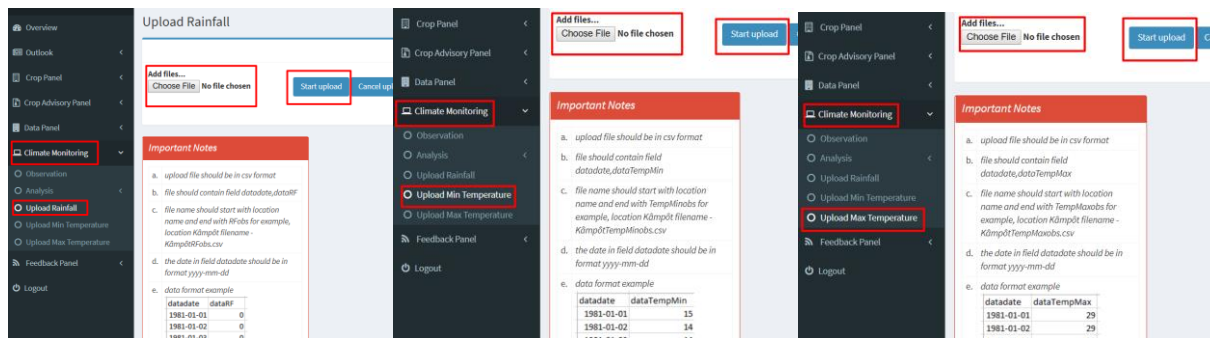 Overview
Outlook
Crop Panel
Crop Advisory Panel
Data Panel
Climate Monitoring
Observation
Analysis
Upload Rainfall
Upload Min Temperature
Upload Max Temperature
Feedback Panel
Logout
Upload Rainfall
Add files...
Choose File No file chosen
Start upload
Cancel upl
Important Notes
a. upload file should be in csv format
b. file should contain field datadate,dataRF
c. file name should start with location
name and end with RFobs for example,
location Kâmpôt filename -
KâmpôtRFobs.csv
d. the date in field datadate should be in
format yyyy-mm-dd
e. data format example
datadate dataRF
1981-01-01 0
1981-01-02 0
1981-01-03 0
Crop Panel
Crop Advisory Panel
Data Panel
Climate Monitoring
Observation
Analysis
Upload Rainfall
Upload Min Temperature
Upload Max Temperature
Feedback Panel
Logout
Add files...
Choose File No file chosen
Start upload
Important Notes
a. upload file should be in csv format
b. file should contain field
datadate,dataTempMin
c. file name should start with location
name and end with TempMinobs for
example, location Kâmpôt filename -
KâmpôtTempMinobs.csv
d. the date in field datadate should be in
format yyyy-mm-dd
e. data format example
datadate dataTempMin
1981-01-01 15
1981-01-02 14
Crop Panel
Crop Advisory Panel
Data Panel
Climate Monitoring
Observation
Analysis
Upload Rainfall
Upload Min Temperature
Upload Max Temperature
Feedback Panel
Logout
Add files...
Choose File No file chosen
Start upload
C
Important Notes
a. upload file should be in csv format
b. file should contain field
datadate,dataTempMax
c. file name should start with location
name and end with TempMaxobs for
example, location Kâmpôt filename -
KâmpôtTempMaxobs.csv
d. the date in field datadate should be in
format yyyy-mm-dd
e. data format example
datadate dataTempMax
1981-01-01 29
1981-01-02 29